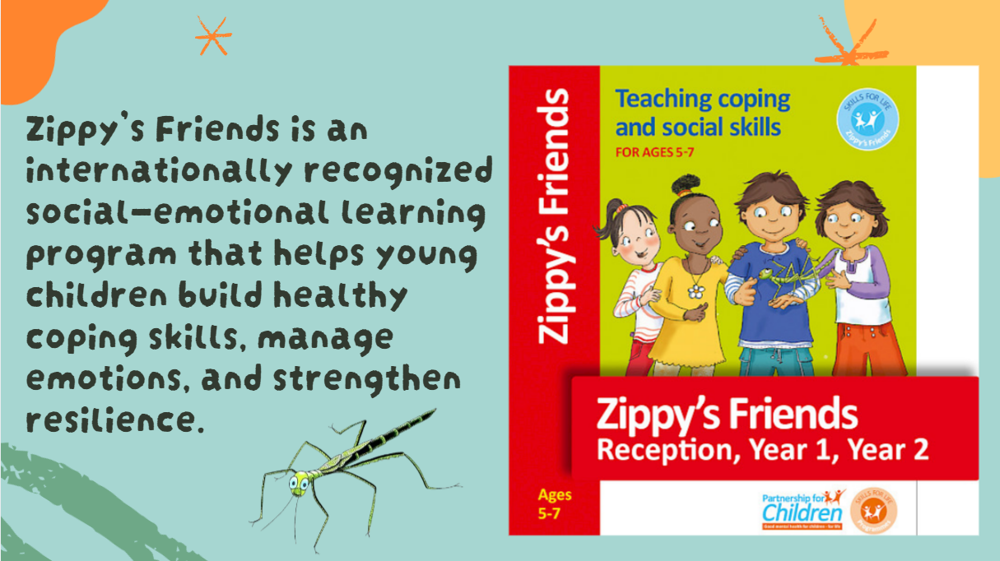 Zippy's Friends is an
internationally recognized
social-emotional learning
program that helps young
children build healthy
coping skills, manage
emotions, and strengthen
resilience.
Zippy's Friends
Teaching coping
and social skills
FOR AGES 5-7
SKILLS FOR LIFE
Zippy's Friends
Zippy's Friends
Reception, Year 1, Year 2
Ages
5-7
Partnership for
Children
Good mental health for children - for life
SKILLS FOR LIFE
Programmes